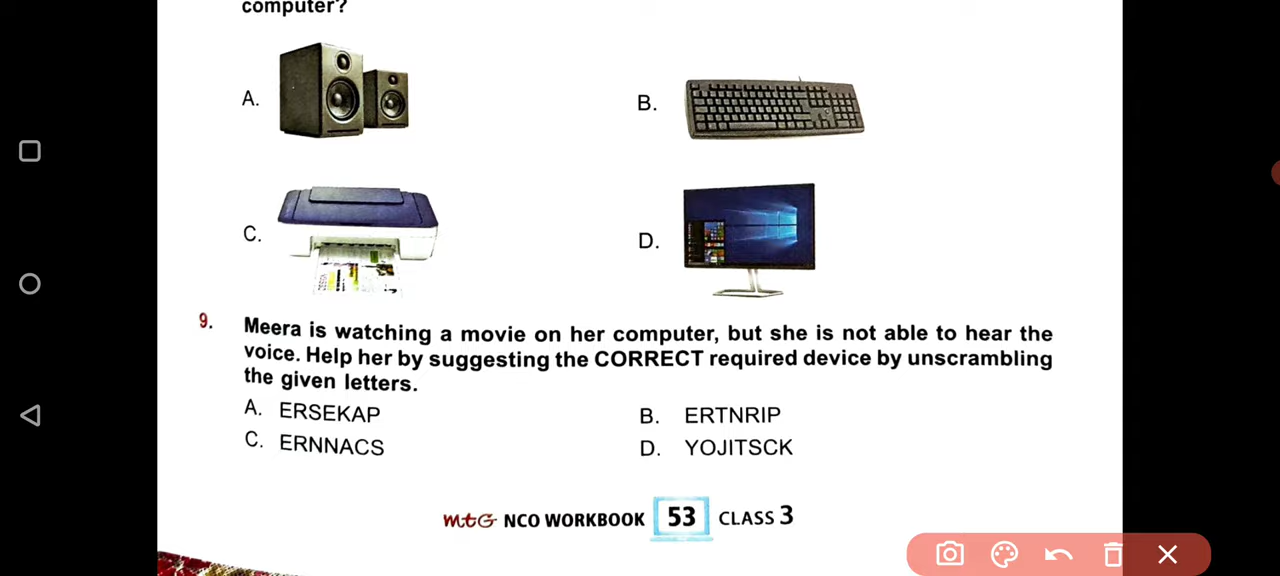 computer?
A.
B.
C.
D.
9. Meera is watching a movie on her computer, but she is not able to hear the
voice. Help her by suggesting the CORRECT required device by unscrambling
the given letters.
A. ERSEKAP
B. ERTNRIP
C. ERNNACS
D. YOJITSCK
mtG NCO WORKBOOK 53 CLASS 3